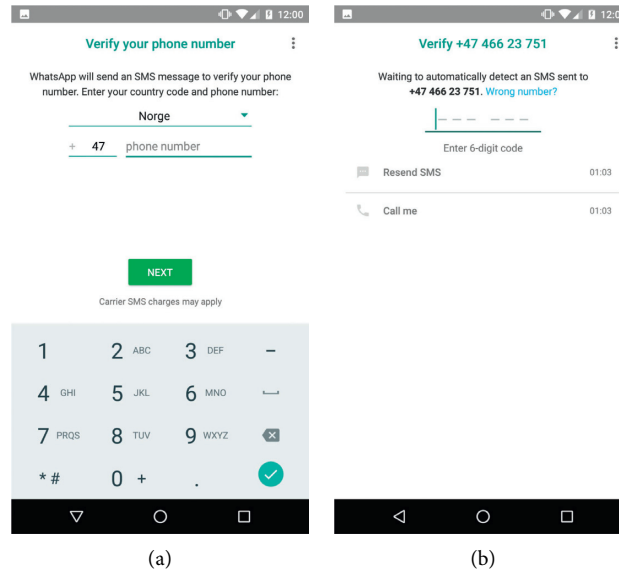 12:00
Verify your phone number
WhatsApp will send an SMS message to verify your phone
number. Enter your country code and phone number:
Norge
+ 47 phone number
NEXT
Carrier SMS charges may apply
1 2 ABC 3 DEF –
4 GHI 5 JKL 6 MNO
7 PRQS 8 TUV 9 WXYZ
* # 0 + .
(a)
12:0
Verify +47 466 23 751
Waiting to automatically detect an SMS sent to
+47 466 23 751. Wrong number?
– – – – – –
Enter 6-digit code
Resend SMS 01:03
Call me 01:03
(b)